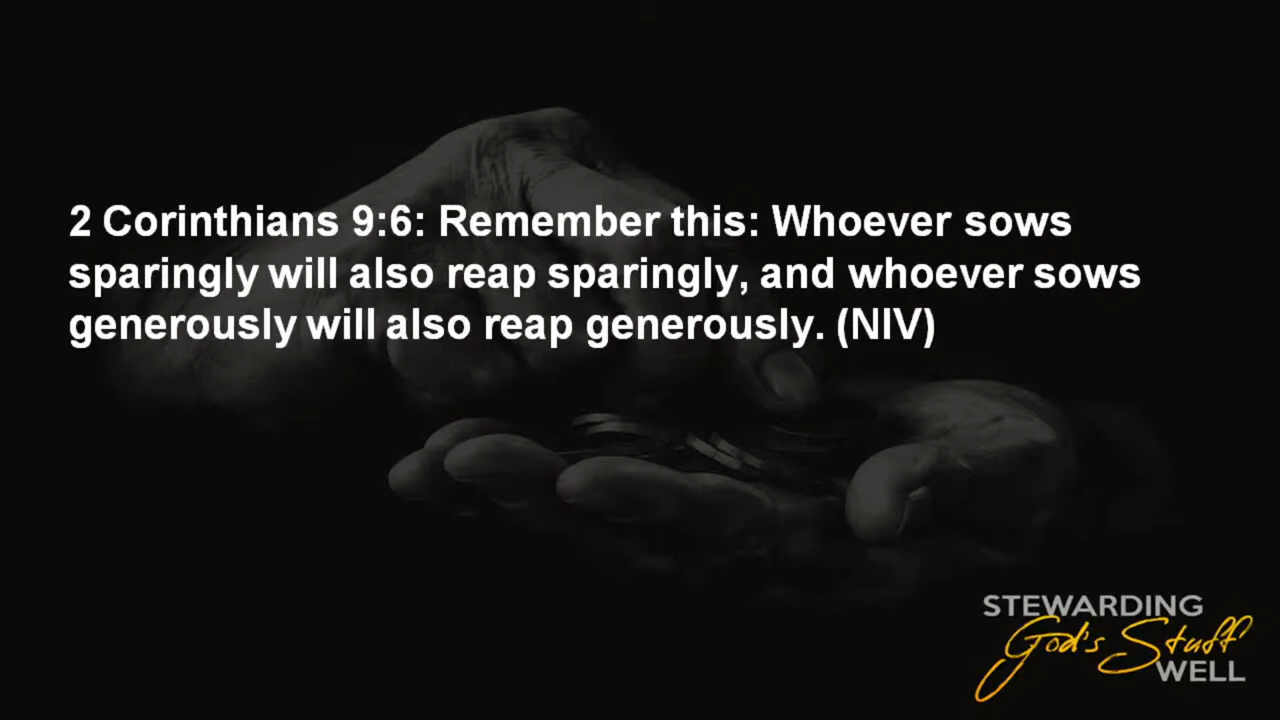 2 Corinthians 9:6: Remember this: Whoever sows
sparingly will also reap sparingly, and whoever sows
generously will also reap generously. (NIV)
STEWARDING
God's Stuff
WELL